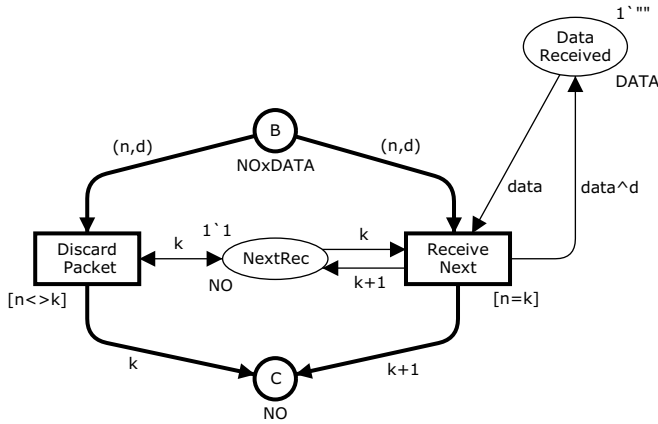 1`""
Data
Received
DATA
B
(n,d)
(n,d)
NOxDATA
data
data^d
1`1
Discard
Packet
k
NextRec
k
k+1
Receive
Next
NO
[n<>k]
[n=k]
k
C
k+1
NO